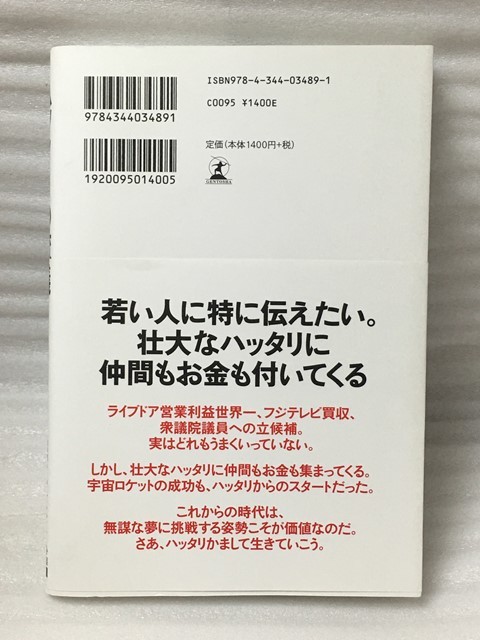 ISBN978-4-344-03489-1
C0095 ¥1400E
9784344034891
定価(本体1400円+税)
1920095014005
GENTOSHA
若い人に特に伝えたい。
壮大なハッタリに
仲間もお金も付いてくる
ライブドア営業利益世界一、フジテレビ買収、
衆議院議員への立候補。
実はどれもうまくいっていない。
しかし、壮大なハッタリに仲間もお金も集まってくる。
宇宙ロケットの成功も、ハッタリからのスタートだった。
これからの時代は、
無謀な夢に挑戦する姿勢こそが価値なのだ。
さあ、ハッタリかまして生きていこう。